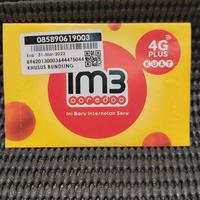 085890619003
Exp : 31-Mar-2023
KHUSUS BUNDLING
4G
PLUS
KUAT
IM3
ooredoo
Ini Baru Internetan Seru